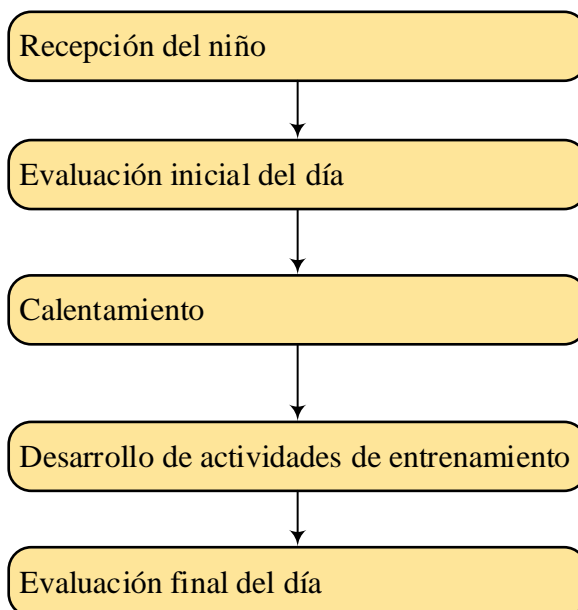 Recepción del niño
Evaluación inicial del día
Calentamiento
Desarrollo de actividades de entrenamiento
Evaluación final del día